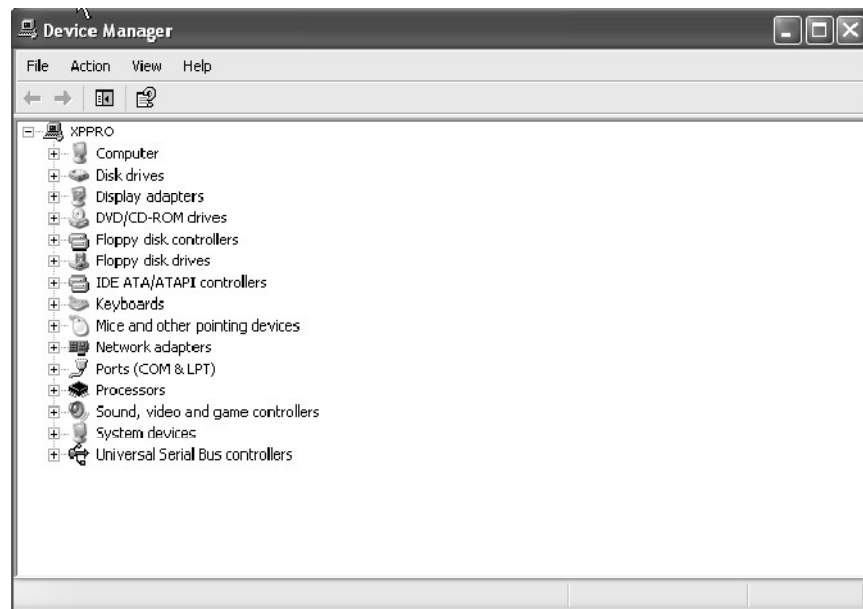 Device Manager
File Action View Help
XPPRO
Computer
Disk drives
Display adapters
DVD/CD-ROM drives
Floppy disk controllers
Floppy disk drives
IDE ATA/ATAPI controllers
Keyboards
Mice and other pointing devices
Network adapters
Ports (COM & LPT)
Processors
Sound, video and game controllers
System devices
Universal Serial Bus controllers